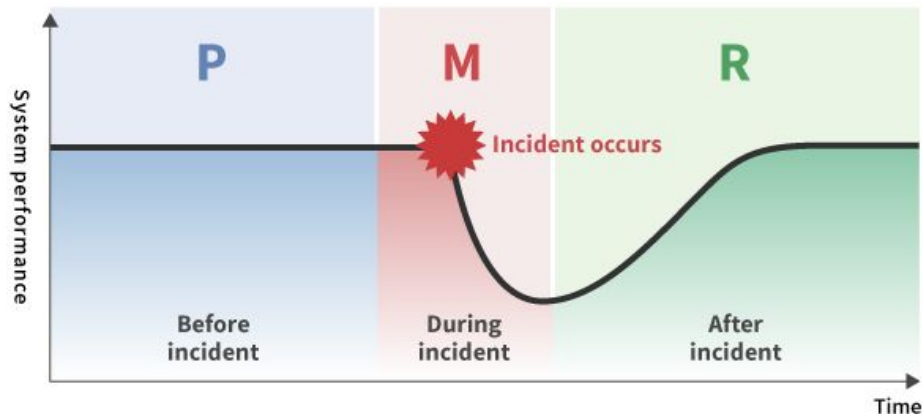 P
M
R
System performance
Incident occurs
Before
incident
During
incident
After
incident
Time